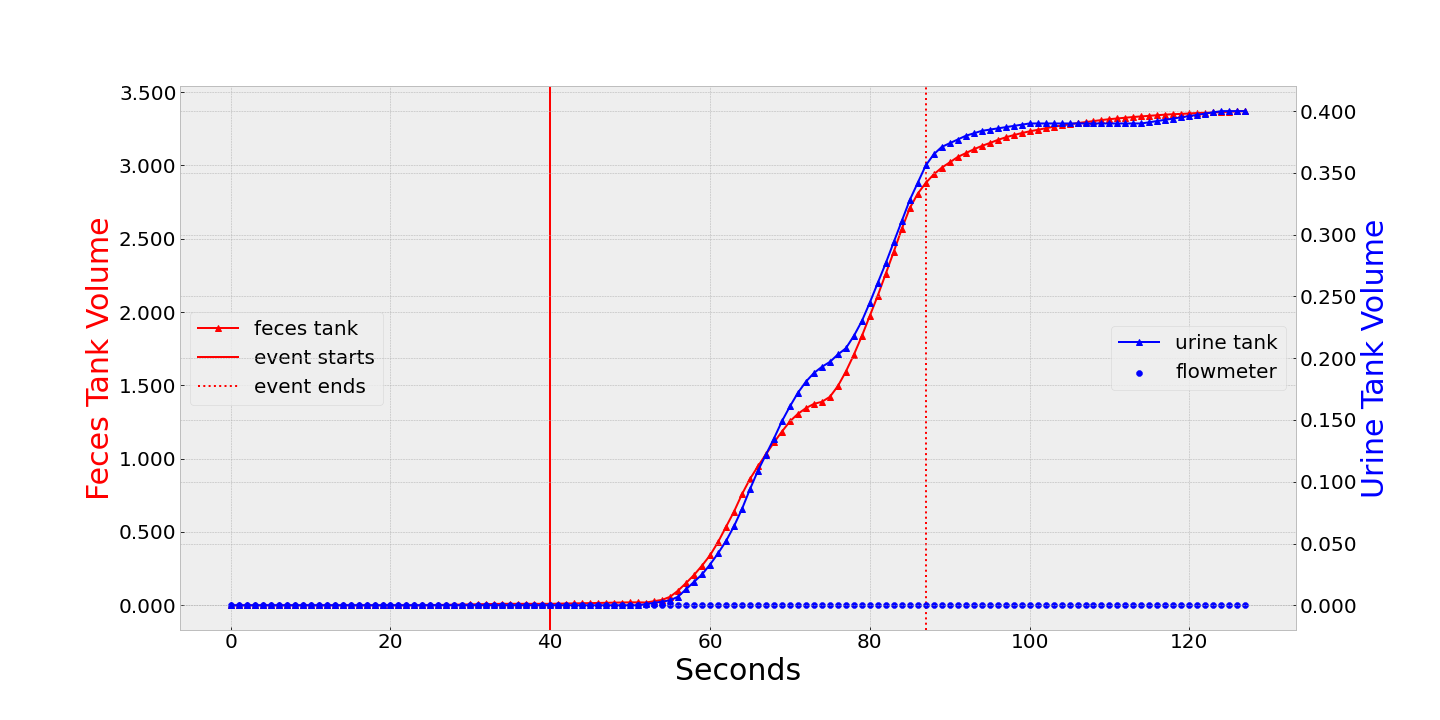 3.500
3.000
2.500
2.000
1.500
1.000
0.500
0.000
Feces Tank Volume
feces tank
event starts
event ends
0.400
0.350
0.300
0.250
0.200
0.150
0.100
0.050
0.000
Urine Tank Volume
urine tank
flowmeter
0 20 40 60 80 100 120
Seconds